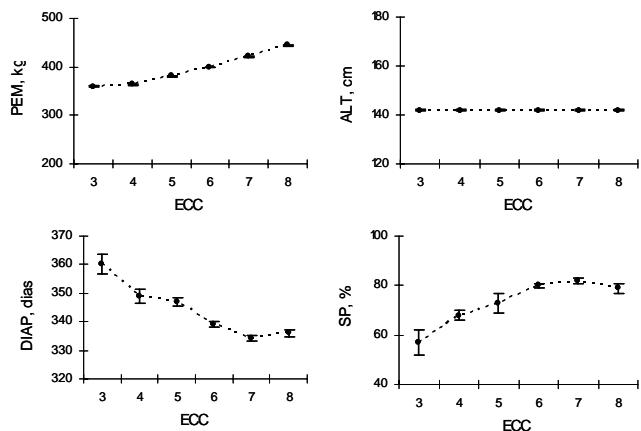 500
400
300
200
PEM, kg
3 4 5 6 7 8
ECC
180
160
140
120
ALT, cm
3 4 5 6 7 8
ECC
370
360
350
340
330
320
DIAP, dias
3 4 5 6 7 8
ECC
100
80
60
40
SP, %
3 4 5 6 7 8
ECC